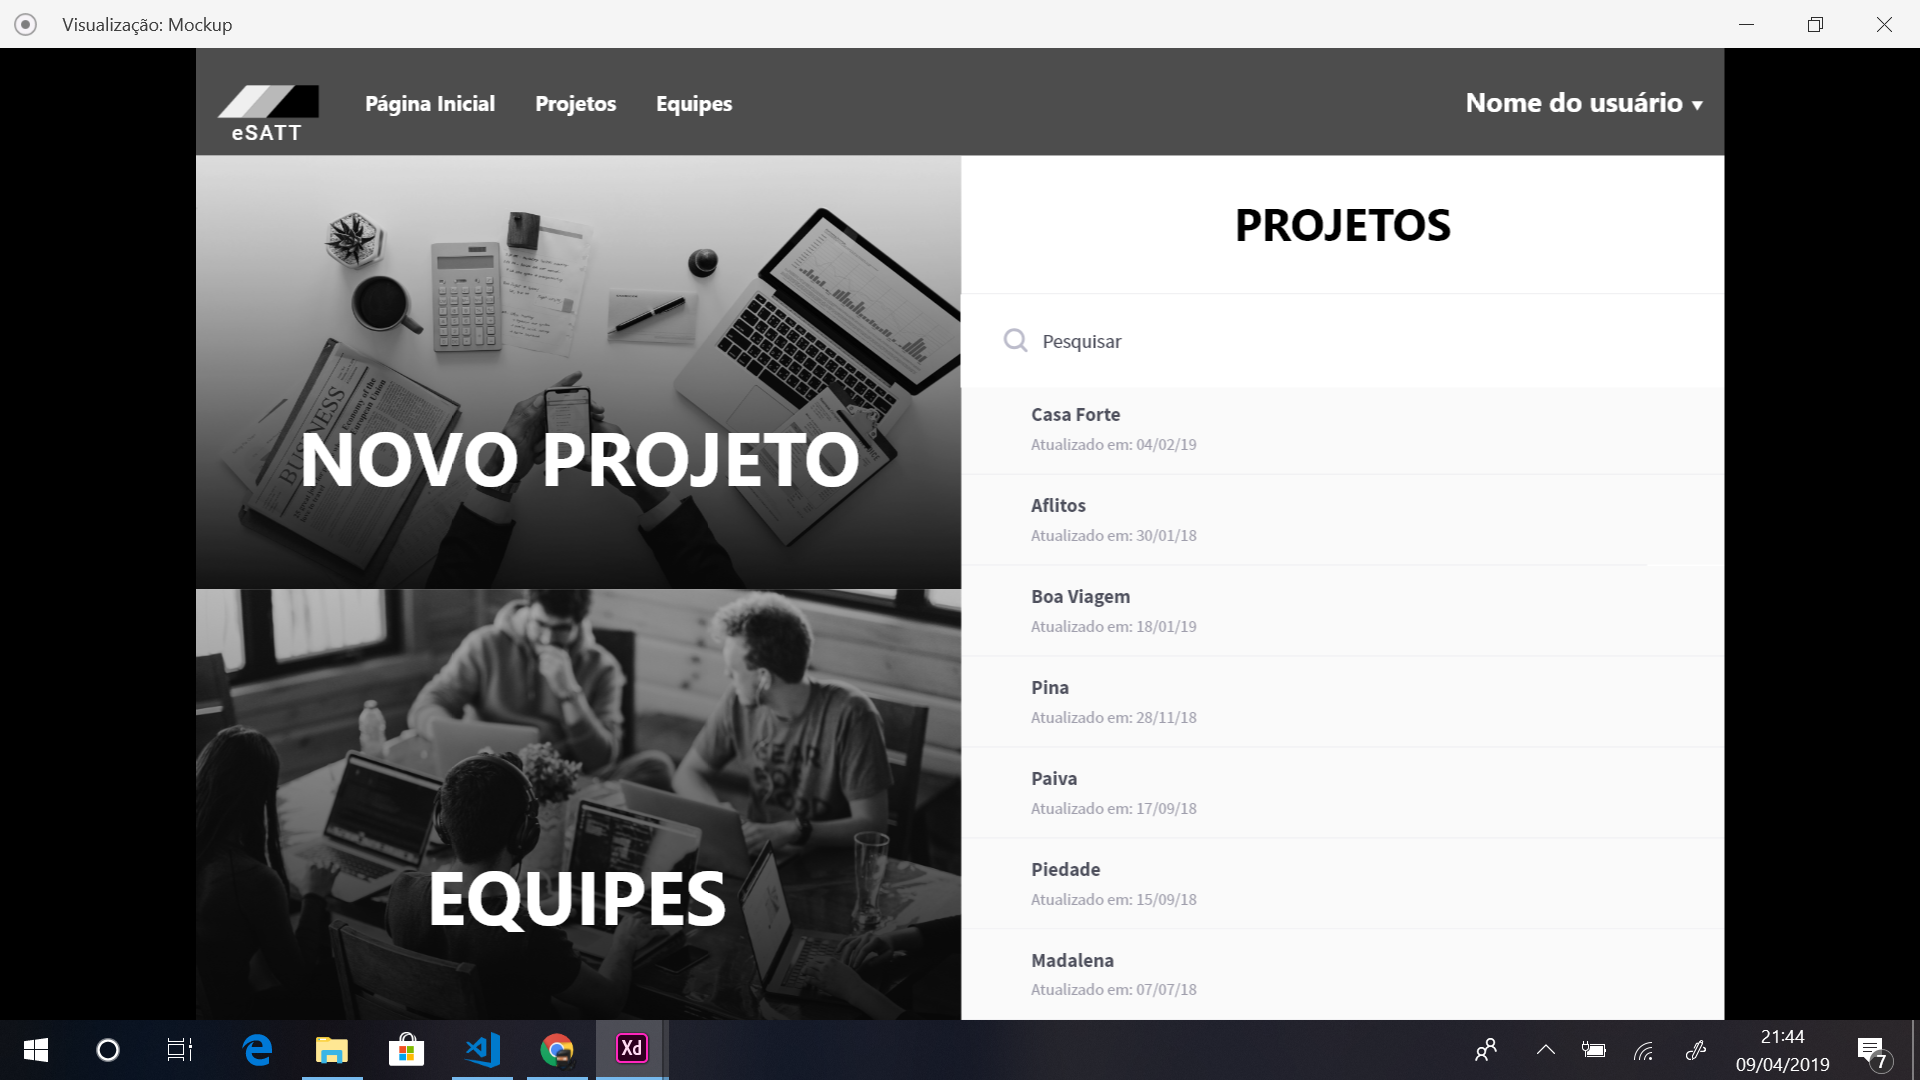 Visualização: Mockup
eSATT
Página Inicial
Projetos
Equipes
Nome do usuário
BUSINESS
NOVO PROJETO
EQUIPES
PROJETOS
Pesquisar
Casa Forte
Atualizado em: 04/02/19
Aflitos
Atualizado em: 30/01/18
Boa Viagem
Atualizado em: 18/01/19
Pina
Atualizado em: 28/11/18
Paiva
Atualizado em: 17/09/18
Piedade
Atualizado em: 15/09/18
Madalena
Atualizado em: 07/07/18
Xd
21:44
09/04/2019
7